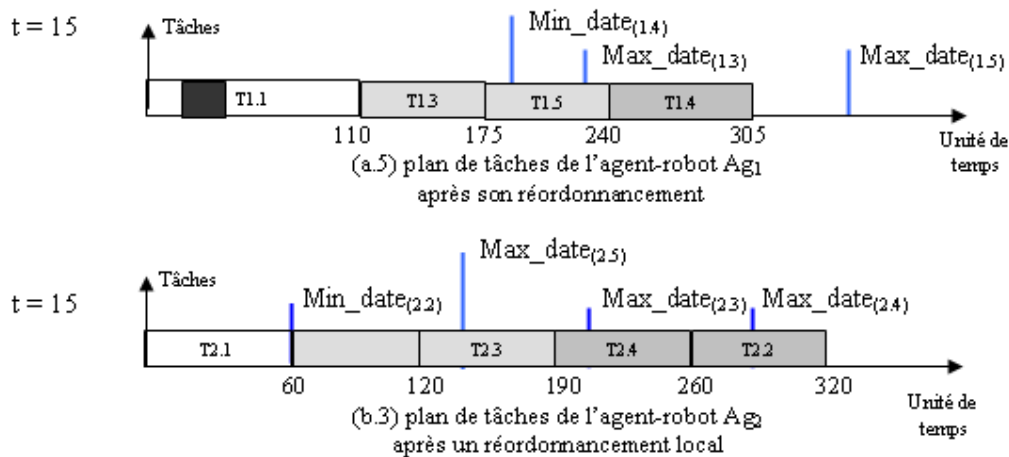 t = 15
Tâches
Min_date(1.4)
Max_date(1.3)
Max_date(1.5)
T1.1
T1.3
T1.5
T1.4
110
175
240
305
Unité de
temps
(a.5) plan de tâches de l'agent-robot Ag1
après son réordonnancement
t = 15
Tâches
Min_date(2.2)
Max_date(2.5)
Max_date(2.3)
Max_date(2.4)
T2.1
T2.3
T2.4
T2.2
60
120
190
260
320
Unité de
temps
(b.3) plan de tâches de l'agent-robot Ag2
après un réordonnancement local